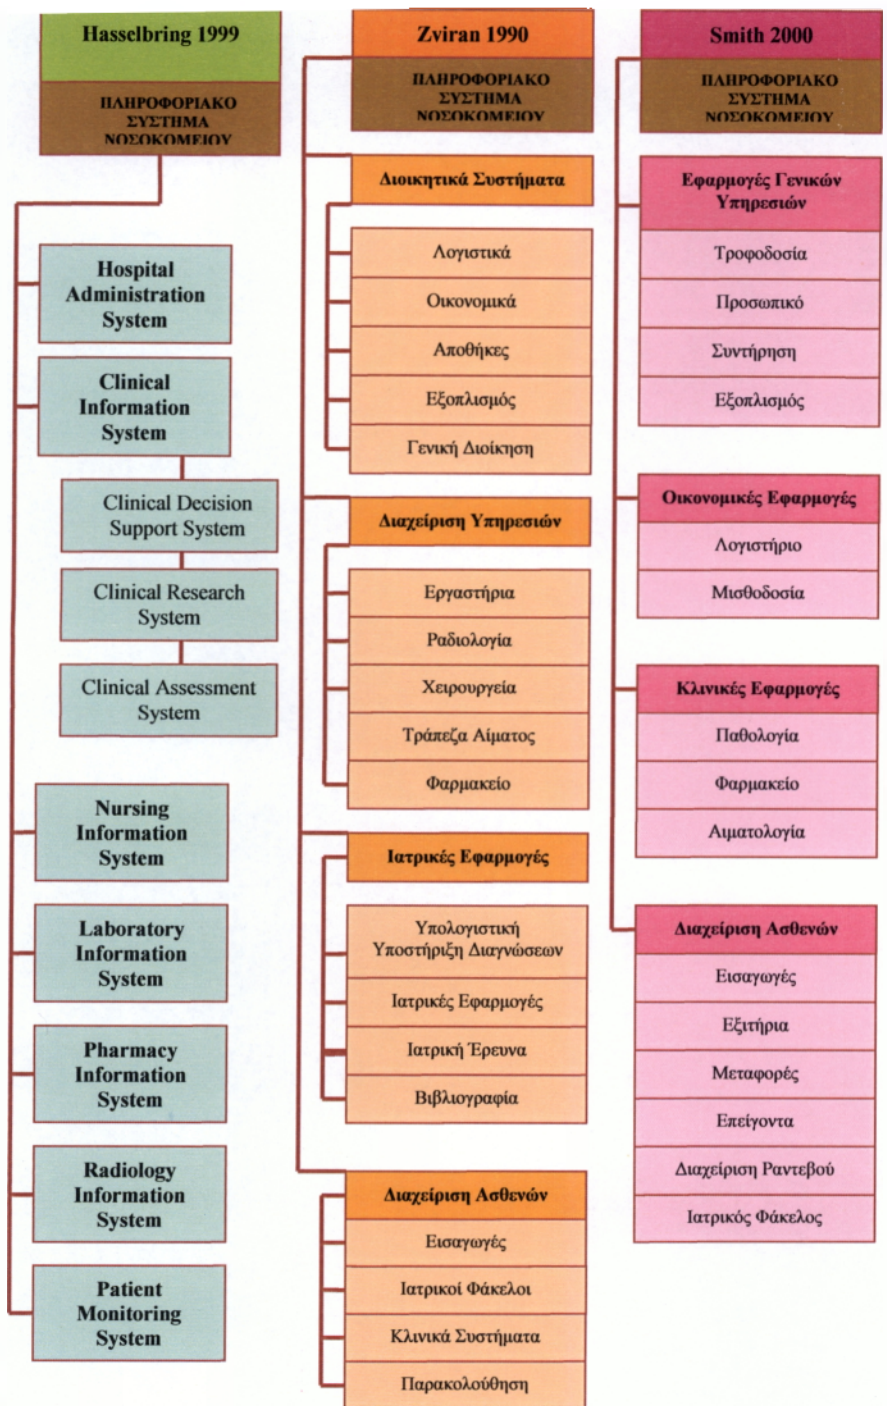 Hasselbring 1999
ΠΛΗΡΟΦΟΡΙΑΚΟ
ΣΥΣΤΗΜΑ
ΝΟΣΟΚΟΜΕΙΟΥ
Hospital
Administration
System
Clinical
Information
System
Clinical Decision
Support System
Clinical Research
System
Clinical Assessment
System
Nursing
Information
System
Laboratory
Information
System
Pharmacy
Information
System
Radiology
Information
System
Patient
Monitoring
System
Zviran 1990
ΠΛΗΡΟΦΟΡΙΑΚΟ
ΣΥΣΤΗΜΑ
ΝΟΣΟΚΟΜΕΙΟΥ
Διοικητικά Συστήματα
Λογιστικά
Οικονομικά
Αποθήκες
Εξοπλισμός
Γενική Διοίκηση
Διαχείριση Υπηρεσιών
Εργαστήρια
Ραδιολογία
Χειρουργεία
Τράπεζα Αίματος
Φαρμακείο
Ιατρικές Εφαρμογές
Υπολογιστική
Υποστήριξη Διαγνώσεων
Ιατρικές Εφαρμογές
Ιατρική Έρευνα
Βιβλιογραφία
Διαχείριση Ασθενών
Εισαγωγές
Ιατρικοί Φάκελοι
Κλινικά Συστήματα
Παρακολούθηση
Smith 2000
ΠΛΗΡΟΦΟΡΙΑΚΟ
ΣΥΣΤΗΜΑ
ΝΟΣΟΚΟΜΕΙΟΥ
Εφαρμογές Γενικών
Υπηρεσιών
Τροφοδοσία
Προσωπικό
Συντήρηση
Εξοπλισμός
Οικονομικές Εφαρμογές
Λογιστήριο
Μισθοδοσία
Κλινικές Εφαρμογές
Παθολογία
Φαρμακείο
Αιματολογία
Διαχείριση Ασθενών
Εισαγωγές
Εξιτήρια
Μεταφορές
Επείγοντα
Διαχείριση Ραντεβού
Ιατρικός Φάκελος